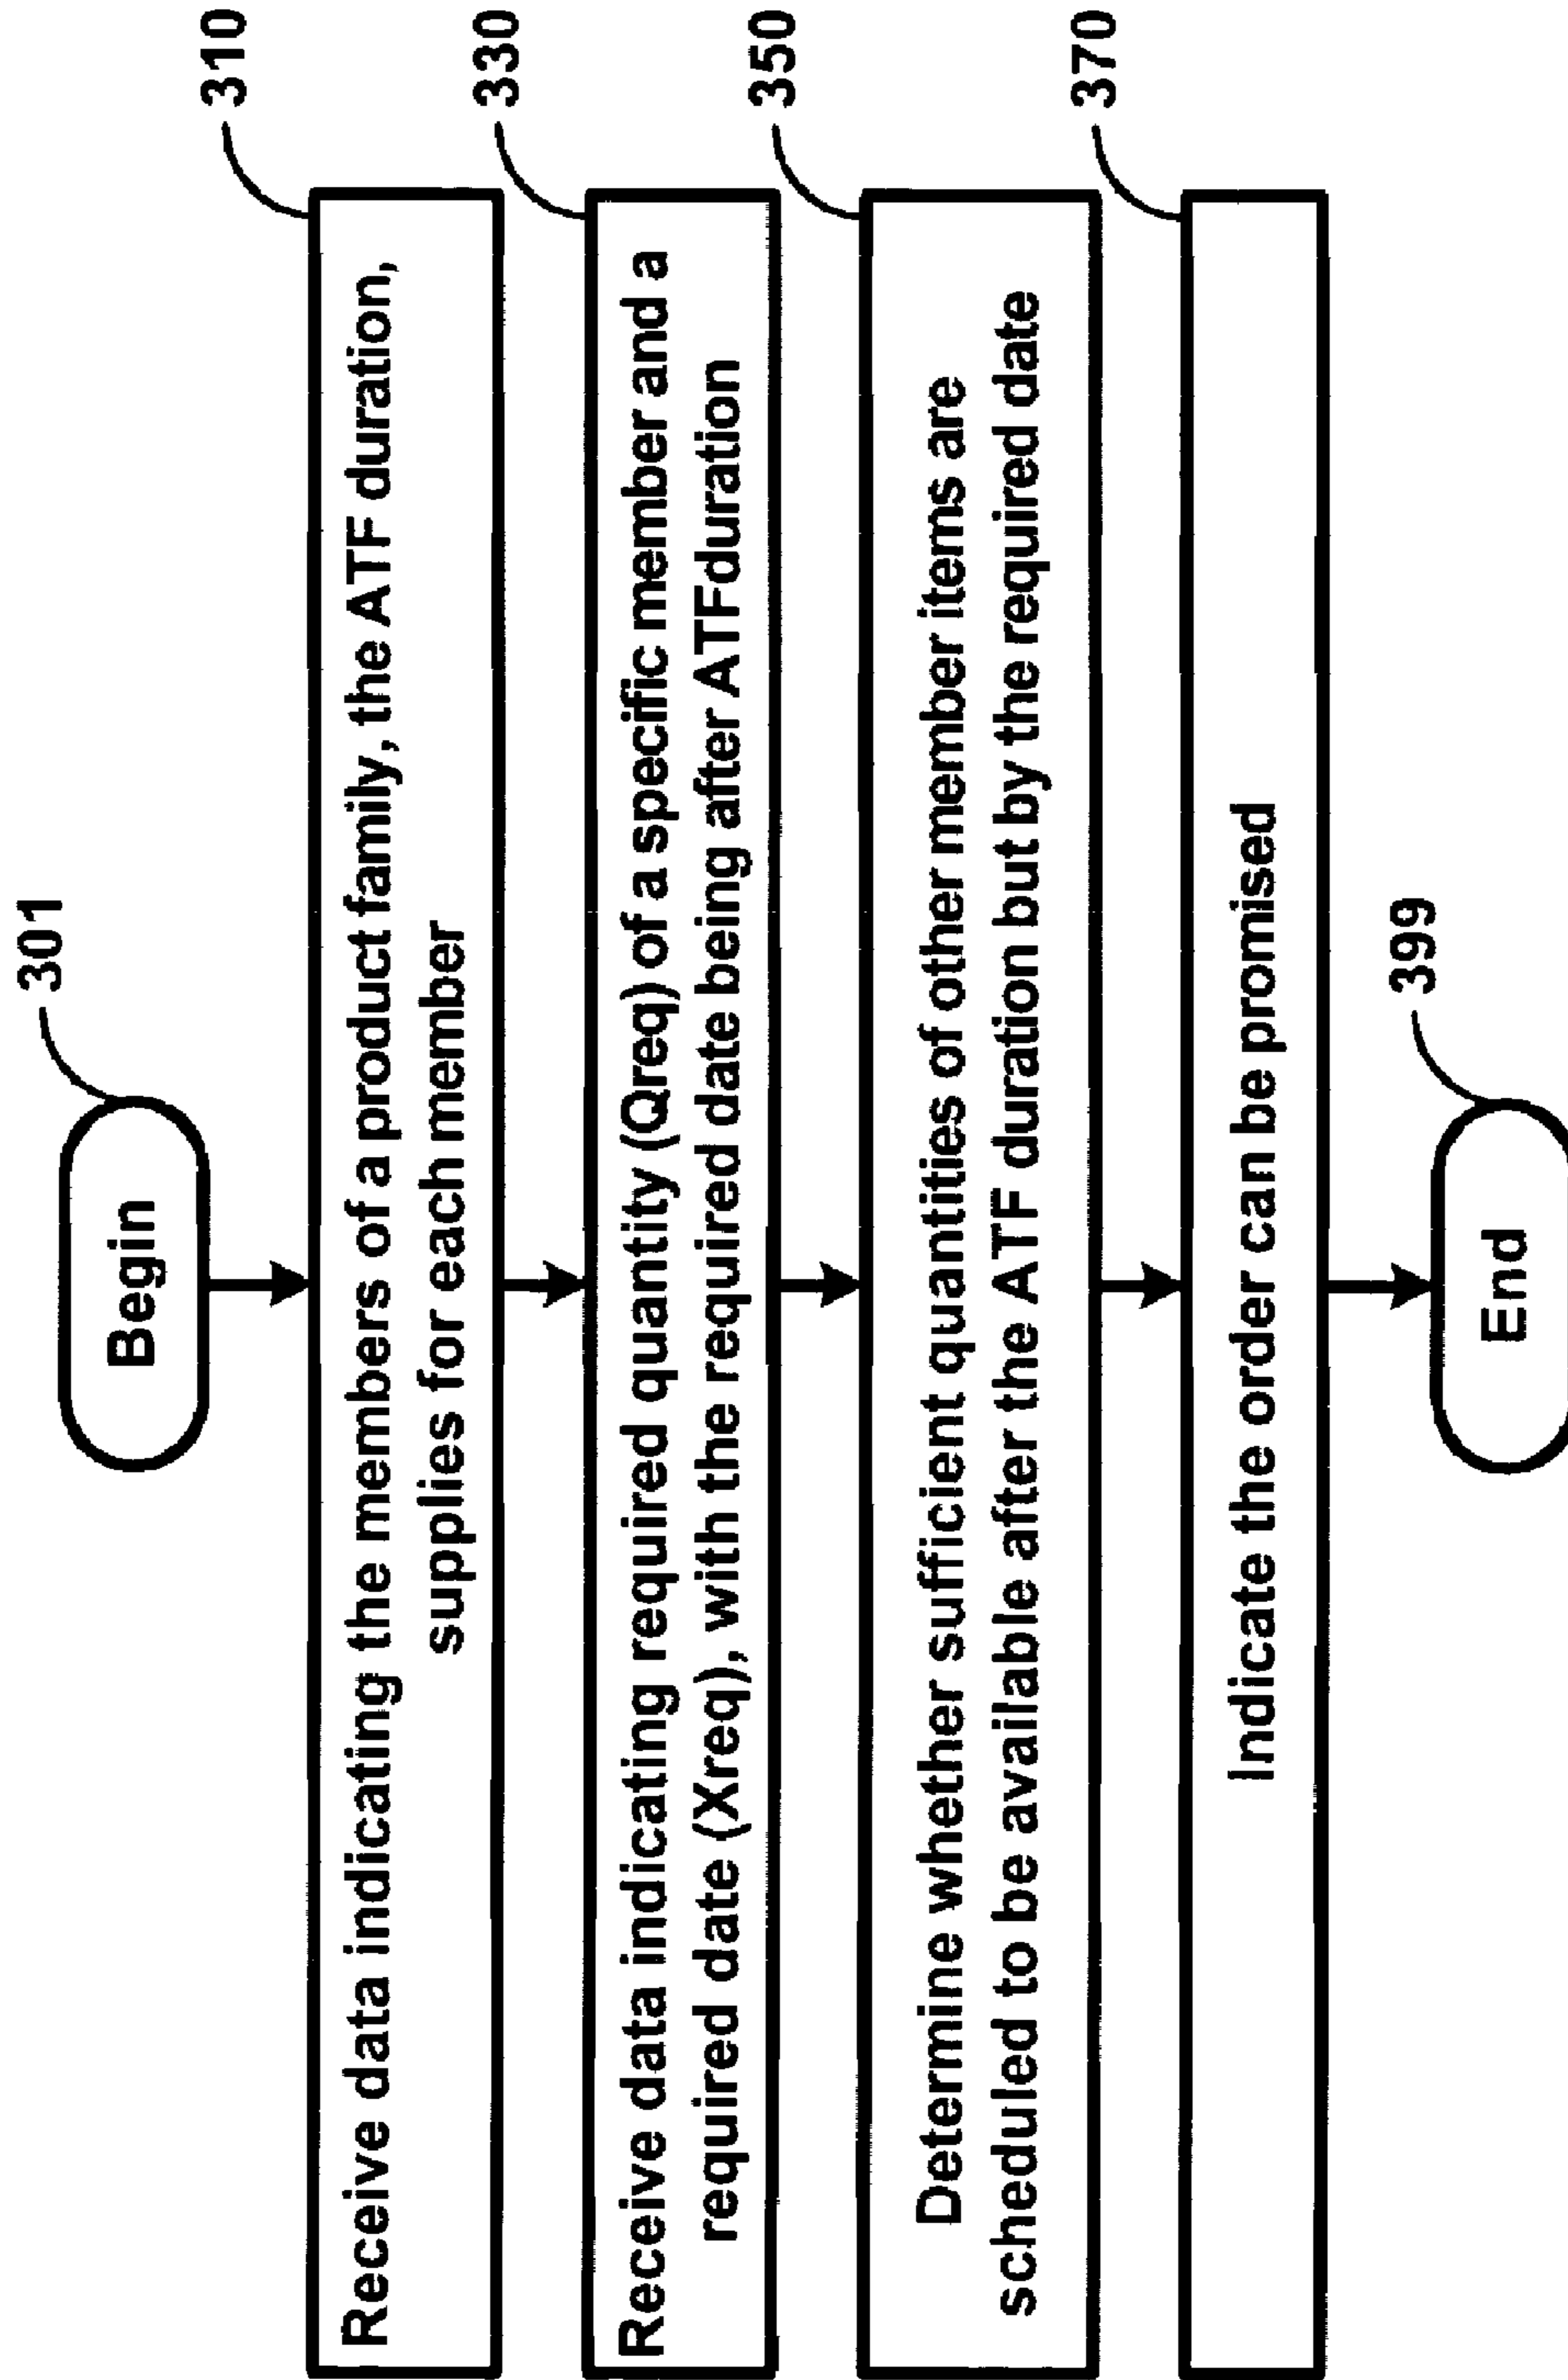 301
Begin
310
Receive data indicating the members of a product family, the ATF duration,
supplies for each member
330
Receive data indicating required quantity (Qreq) of a specific member and a
required date (Xreq), with the required date being after ATFduration
350
Determine whether sufficient quantities of other member items are
scheduled to be available after the ATF duration but by the required date
370
Indicate the order can be promised
399
End